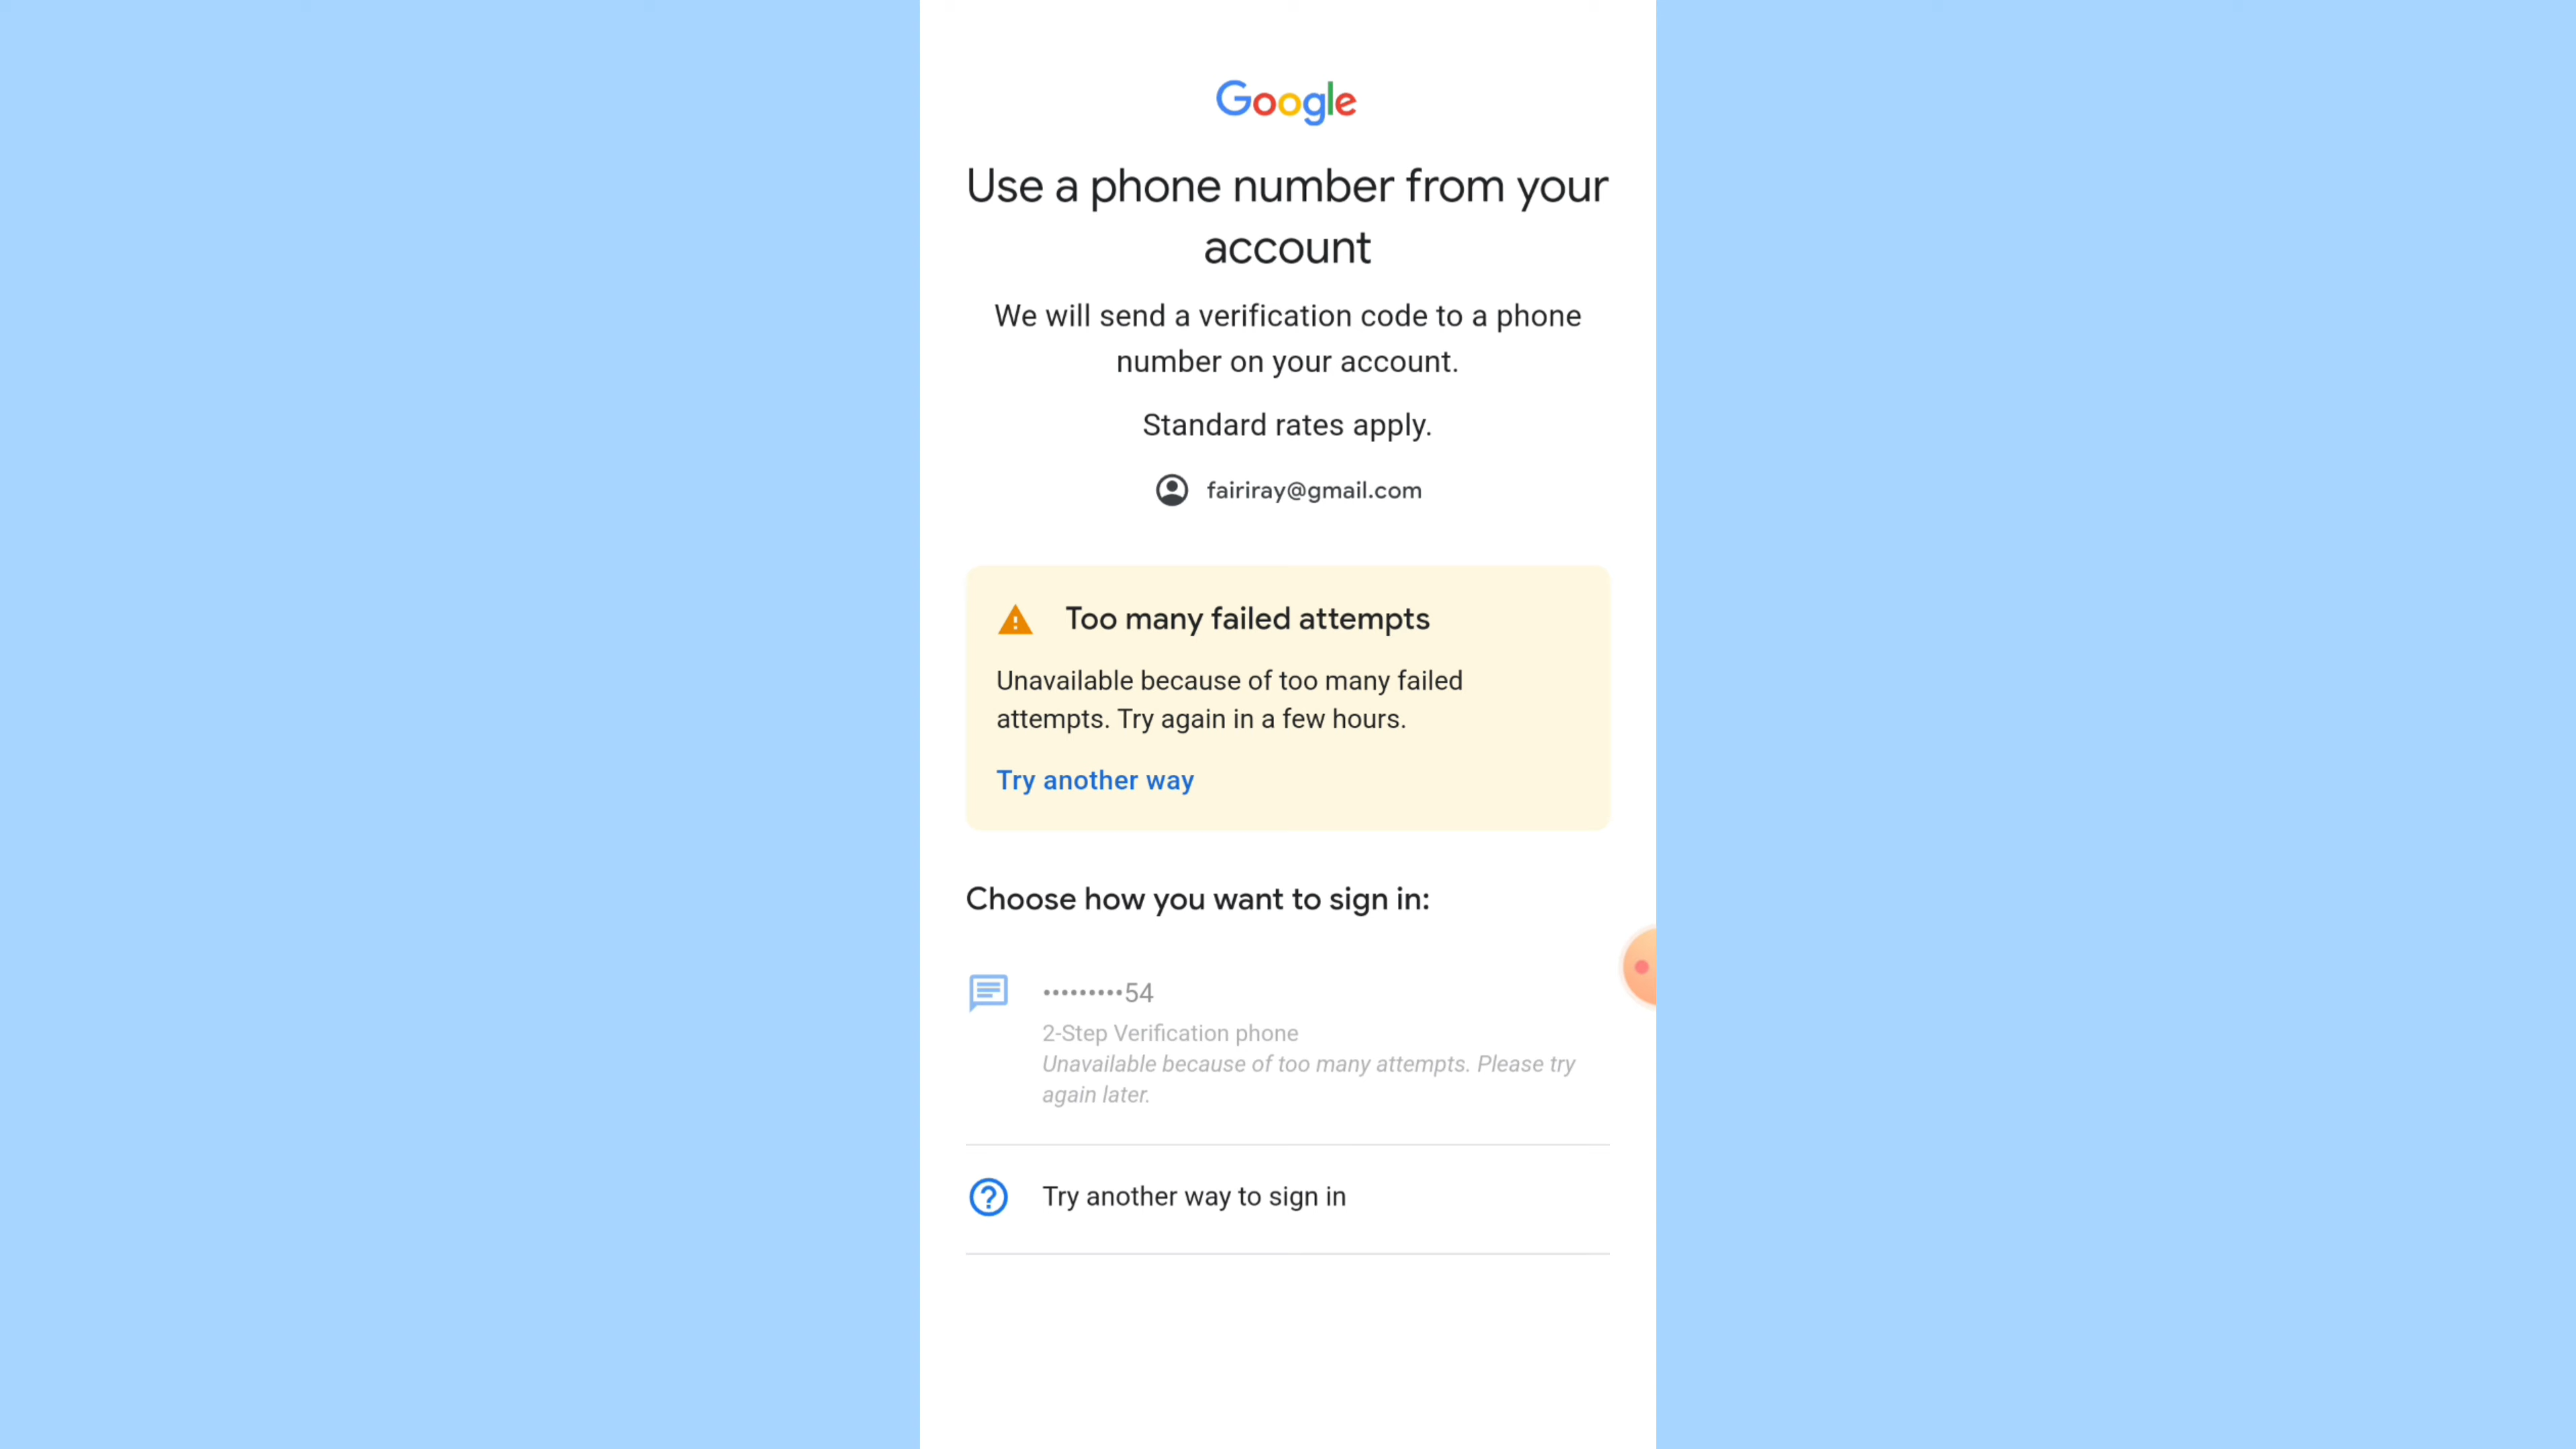 Google
Use a phone number from your
account
We will send a verification code to a phone
number on your account.
Standard rates apply.
fairiray@gmail.com
Too many failed attempts
Unavailable because of too many failed
attempts. Try again in a few hours.
Try another way
Choose how you want to sign in:
•••••••••54
2-Step Verification phone
Unavailable because of too many attempts. Please try
again later.
Try another way to sign in